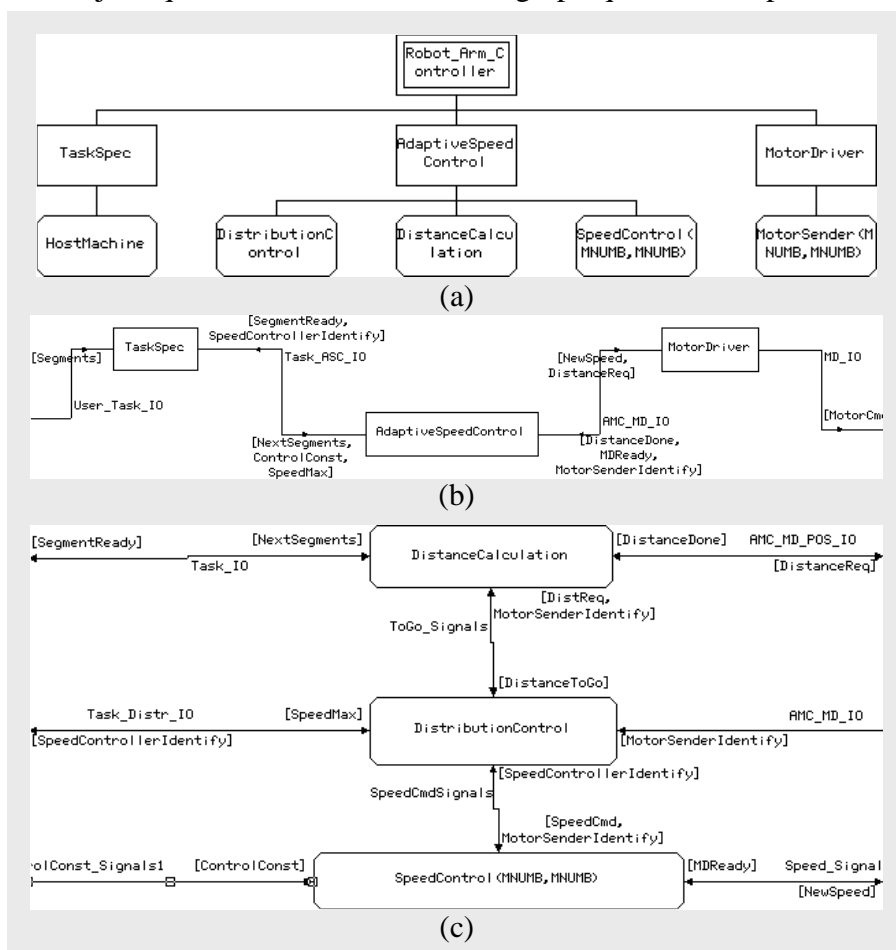 Robot_Arm_C
ontroller
TaskSpec
AdaptiveSpeed
Control
MotorDriver
HostMachine
DistributionC
ontrol
DistanceCalcu
lation
SpeedControl(
MNUMB,MNUMB)
MotorSender(M
NUMB,MNUMB)
(a)
[SegmentReady,
SpeedControllerIdentify]
[Segments]
TaskSpec
Task_ASC_IO
[NewSpeed,
DistanceReq]
MotorDriver
MD_IO
User_Task_IO
AdaptiveSpeedControl
AMC_MD_IO
[MotorCmd
[NextSegments,
ControlConst,
SpeedMax]
[DistanceDone,
MDReady,
MotorSenderIdentify]
(b)
[SegmentReady]
[NextSegments]
Task_IO
DistanceCalculation
[DistanceDone]
AMC_MD_POS_IO
[DistanceReq]
[DistReq,
MotorSenderIdentify]
ToGo_Signals
[DistanceToGo]
Task_Distr_IO
[SpeedMax]
[SpeedControllerIdentify]
DistributionControl
AMC_MD_IO
[MotorSenderIdentify]
[SpeedControllerIdentify]
SpeedCmdSignals
[SpeedCmd,
MotorSenderIdentify]
rolConst_Signals1
[ControlConst]
SpeedControl(MNUMB,MNUMB)
[MDReady]
Speed_Signal
[NewSpeed]
(c)